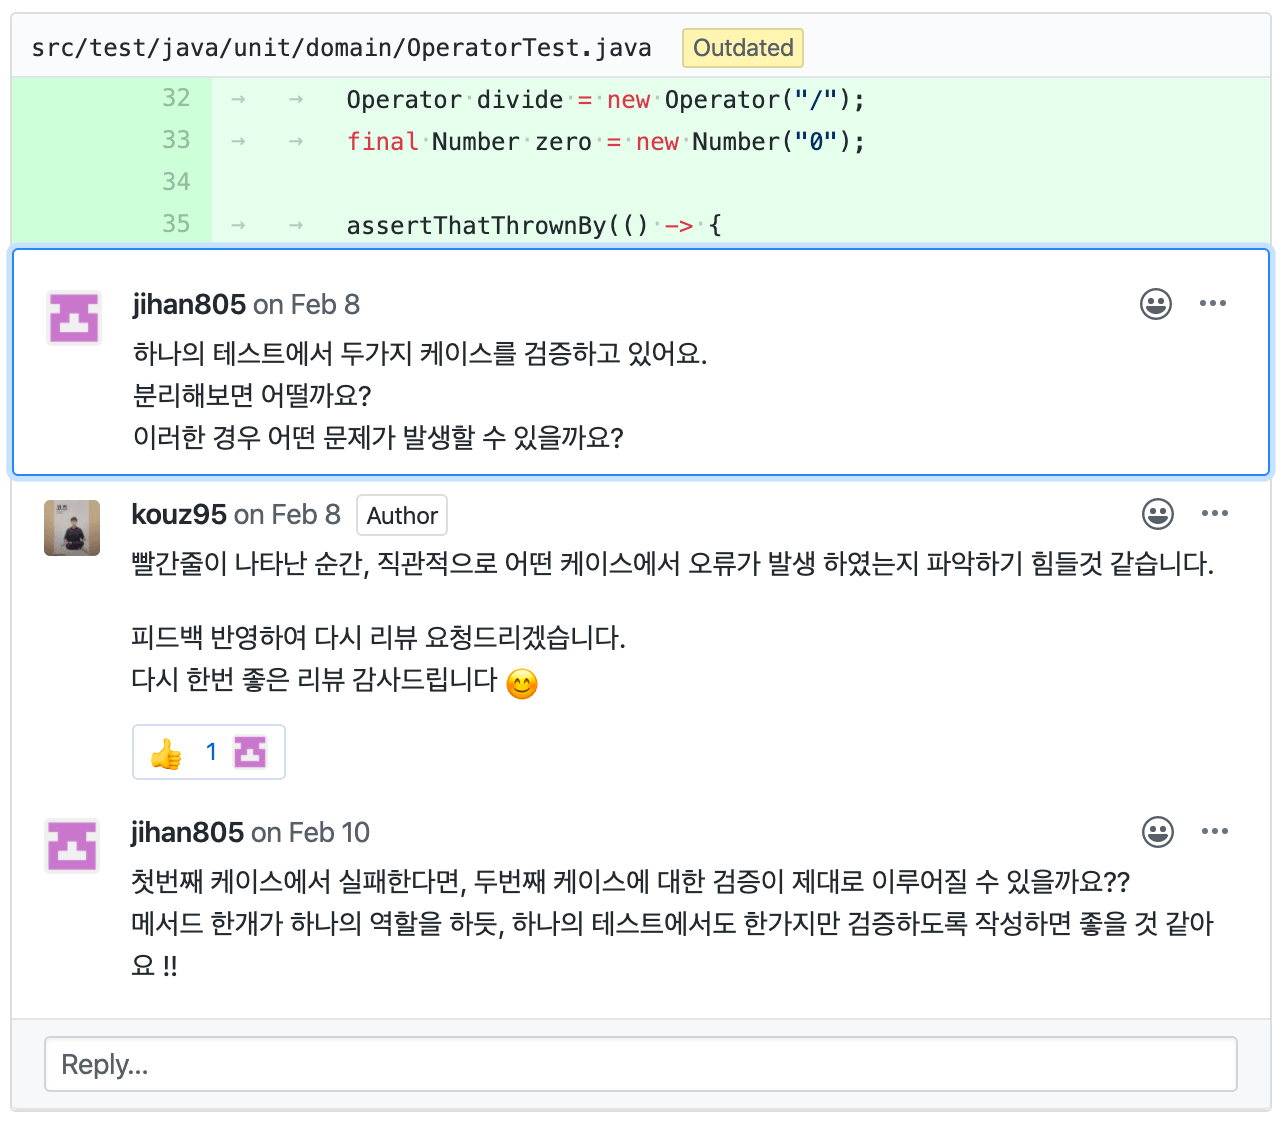 src/test/java/unit/domain/OperatorTest.java Outdated
32 Operator divide = new Operator("/");
33 final Number zero = new Number("0");
34
35 assertThatThrownBy(() -> {
jihan805 on Feb 8
하나의 테스트에서 두가지 케이스를 검증하고 있어요.
분리해보면 어떨까요?
이러한 경우 어떤 문제가 발생할 수 있을까요?
kouz95 on Feb 8 Author
빨간줄이 나타난 순간, 직관적으로 어떤 케이스에서 오류가 발생 하였는지 파악하기 힘들것 같습니다.
피드백 반영하여 다시 리뷰 요청드리겠습니다.
다시 한번 좋은 리뷰 감사드립니다 😊
👍 1
jihan805 on Feb 10
첫번째 케이스에서 실패한다면, 두번째 케이스에 대한 검증이 제대로 이루어질 수 있을까요??
메서드 한개가 하나의 역할을 하듯, 하나의 테스트에서도 한가지만 검증하도록 작성하면 좋을 것 같아
요 !!
Reply...